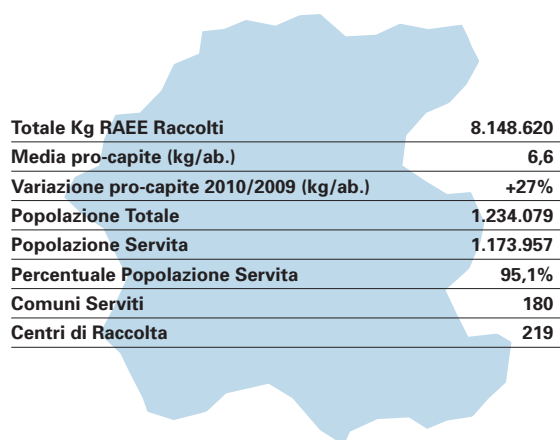 Totale Kg RAEE Raccolti 8.148.620
Media pro-capite (kg/ab.) 6,6
Variazione pro-capite 2010/2009 (kg/ab.) +27%
Popolazione Totale 1.234.079
Popolazione Servita 1.173.957
Percentuale Popolazione Servita 95,1%
Comuni Serviti 180
Centri di Raccolta 219